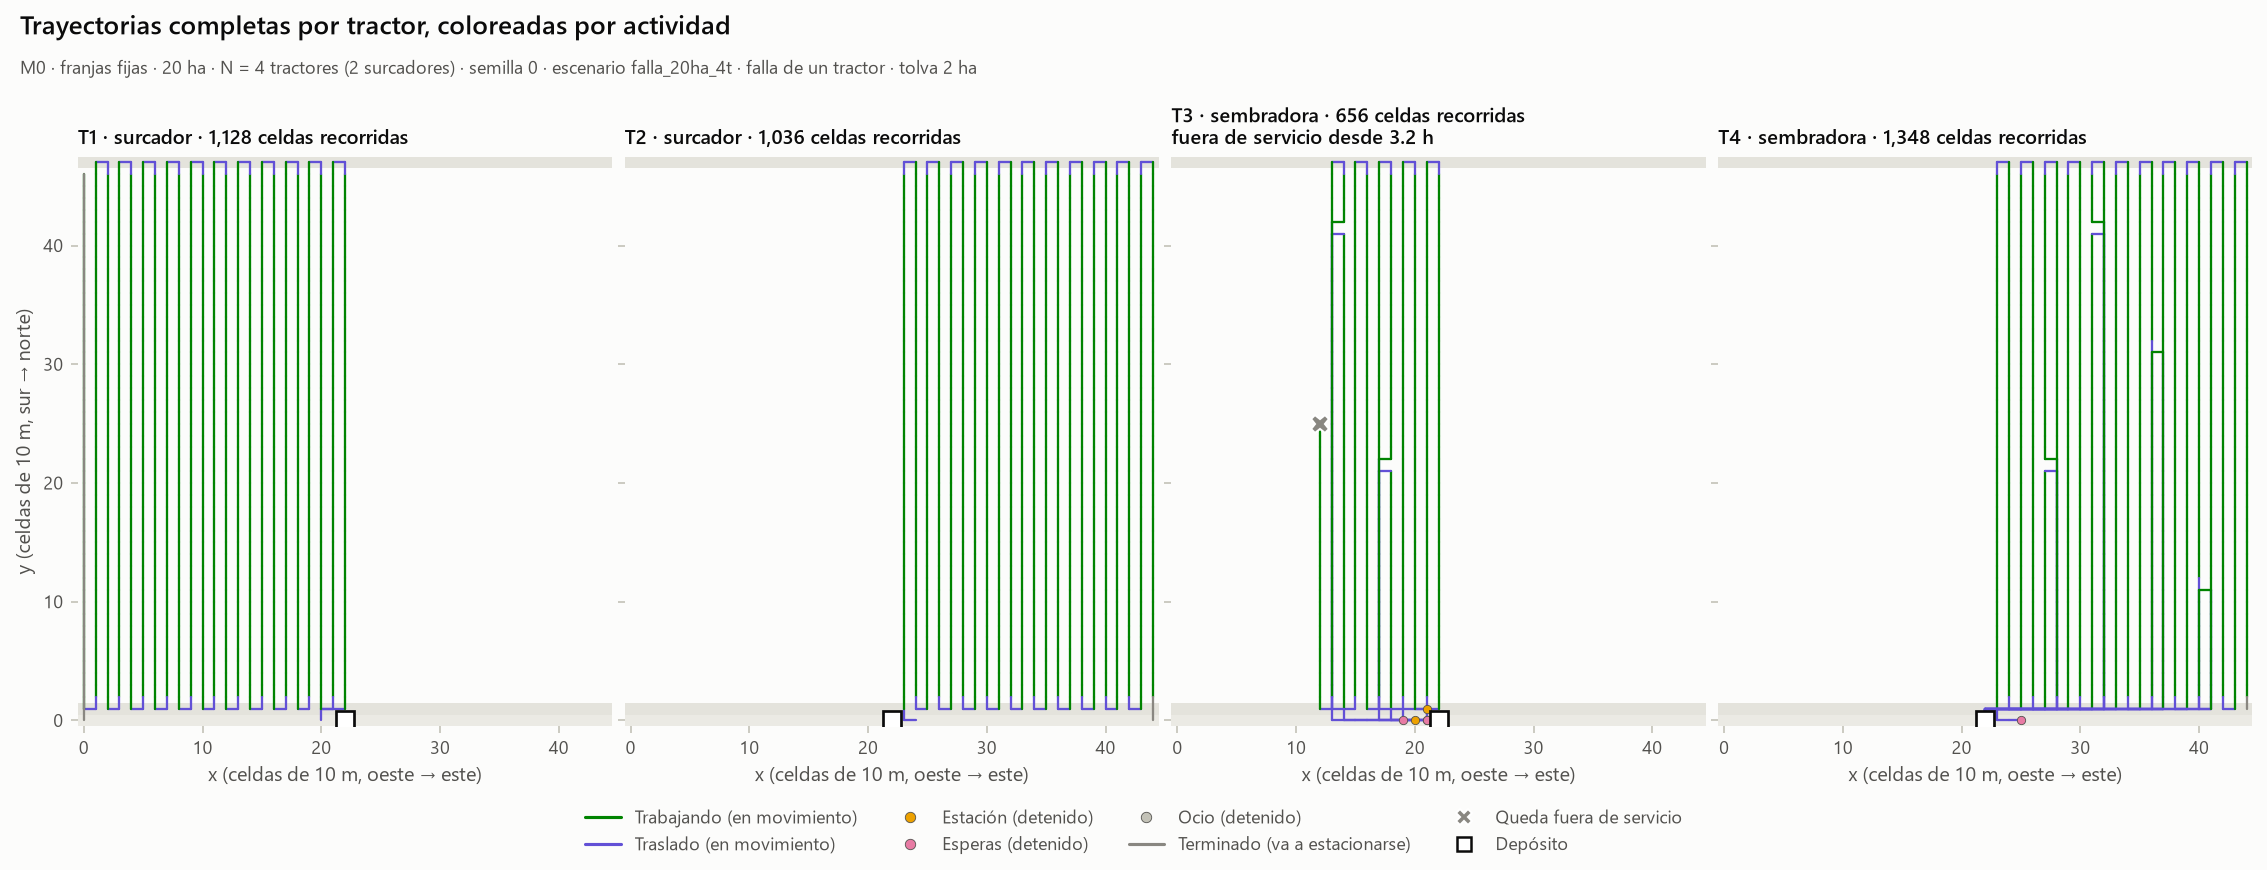 Trayectorias completas por tractor, coloreadas por actividad
M0 · franjas fijas · 20 ha · N = 4 tractores (2 surcadores) · semilla 0 · escenario falla_20ha_4t · falla de un tractor · tolva 2 ha
T1 · surcador · 1,128 celdas recorridas
T2 · surcador · 1,036 celdas recorridas
T3 · sembradora · 656 celdas recorridas
fuera de servicio desde 3.2 h
T4 · sembradora · 1,348 celdas recorridas
y (celdas de 10 m, sur → norte)
40
30
20
10
0
0 10 20 30 40
0 10 20 30 40
0 10 20 30 40
0 10 20 30 40
x (celdas de 10 m, oeste → este)
x (celdas de 10 m, oeste → este)
x (celdas de 10 m, oeste → este)
x (celdas de 10 m, oeste → este)
Trabajando (en movimiento)
Traslado (en movimiento)
Estación (detenido)
Esperas (detenido)
Ocio (detenido)
Terminado (va a estacionarse)
Queda fuera de servicio
Depósito